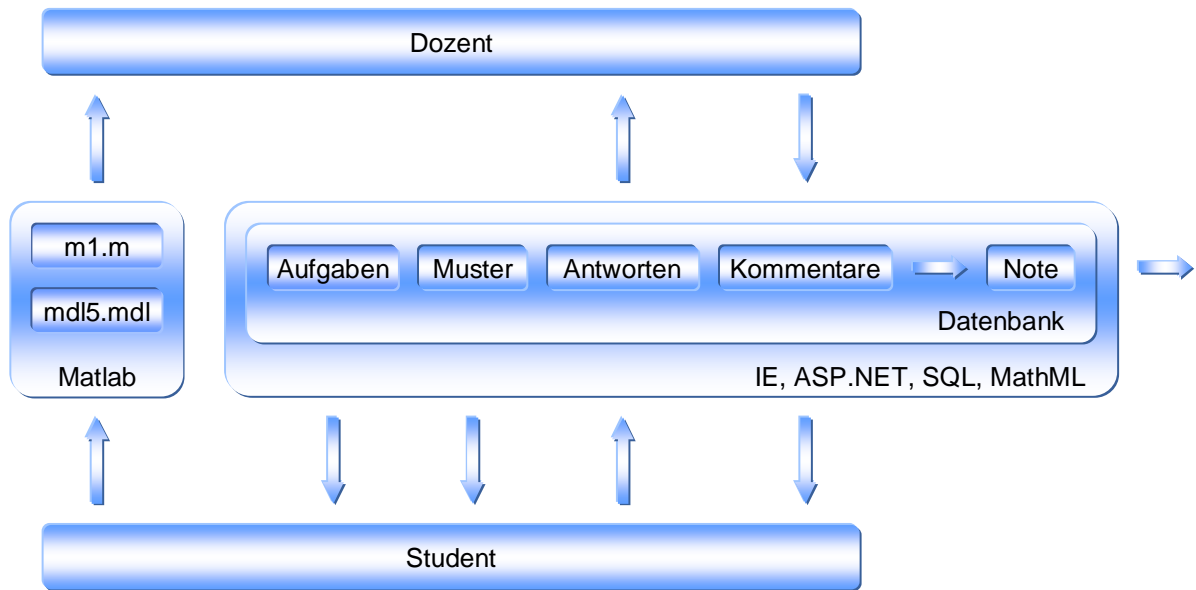 Dozent
m1.m
mdl5.mdl
Matlab
Aufgaben
Muster
Antworten
Kommentare
Note
Datenbank
IE, ASP.NET, SQL, MathML
Student